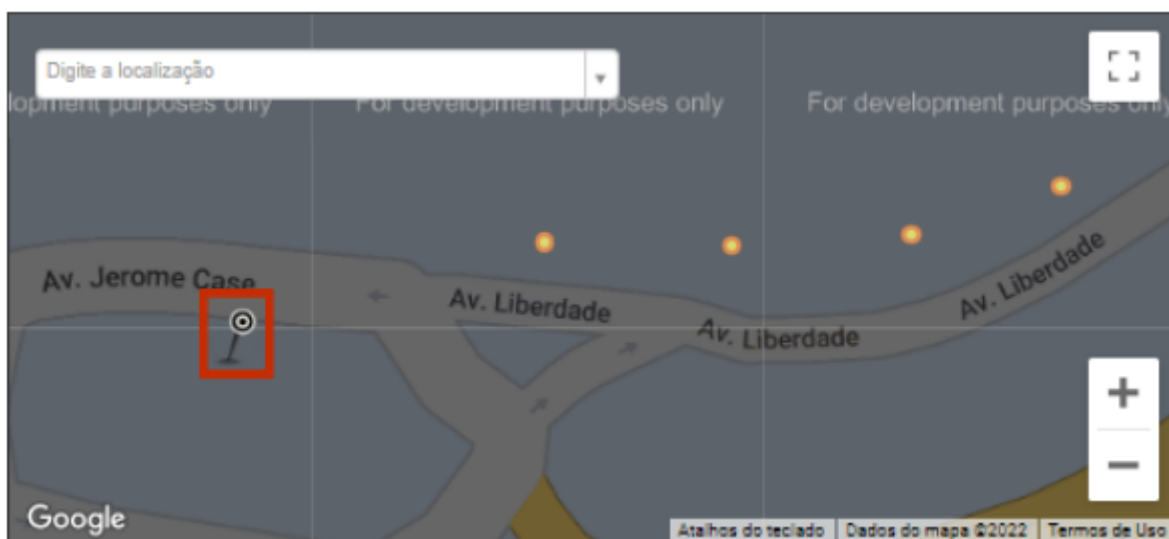 Digite a localização
lopment purposes only
For development purposes only
For development purposes only
Av. Jerome Case
Av. Liberdade
Av. Liberdade
Av. Liberdade
Google
Atalhos do teclado
Dados do mapa ©2022
Termos de Uso